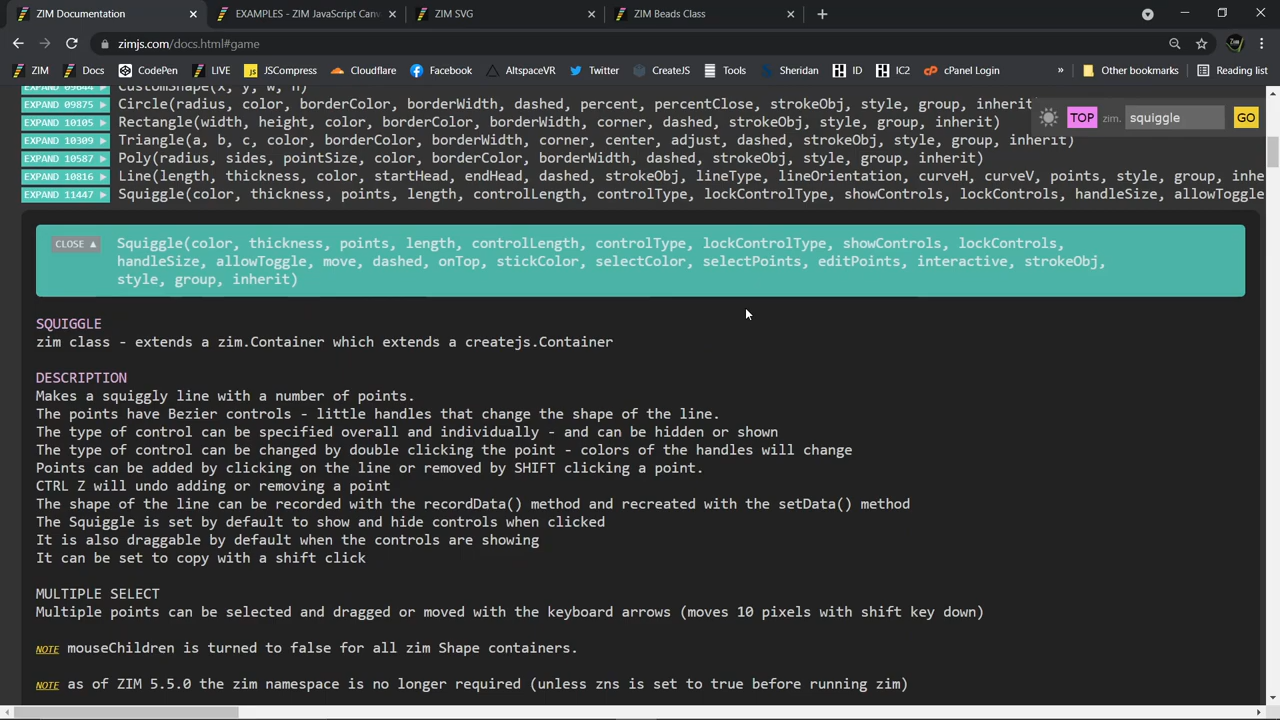 ZIM Documentation
EXAMPLES - ZIM JavaScript Canv
ZIM SVG
ZIM Beads Class
zimjs.com/docs.html#game
ZIM Docs CodePen LIVE JSCompress Cloudflare Facebook AltspaceVR Twitter CreateJS Tools Sheridan ID IC2 cPanel Login » Other bookmarks Reading list
EXPAND 09644 ▶ CustomShape(x, y, w, h)
EXPAND 09875 ▶ Circle(radius, color, borderColor, borderWidth, dashed, percent, percentClose, strokeObj, style, group, inherit)
EXPAND 10105 ▶ Rectangle(width, height, color, borderColor, borderWidth, corner, dashed, strokeObj, style, group, inherit)
TOP zim. squiggle GO
EXPAND 10309 ▶ Triangle(a, b, c, color, borderColor, borderWidth, corner, center, adjust, dashed, strokeObj, style, group, inherit)
EXPAND 10587 ▶ Poly(radius, sides, pointSize, color, borderColor, borderWidth, dashed, strokeObj, style, group, inherit)
EXPAND 10816 ▶ Line(length, thickness, color, startHead, endHead, dashed, strokeObj, lineType, lineOrientation, curveH, curveV, points, style, group, inhe
EXPAND 11447 ▶ Squiggle(color, thickness, points, length, controlLength, controlType, lockControlType, showControls, lockControls, handleSize, allowToggle
CLOSE ▲ Squiggle(color, thickness, points, length, controlLength, controlType, lockControlType, showControls, lockControls,
handleSize, allowToggle, move, dashed, onTop, stickColor, selectColor, selectPoints, editPoints, interactive, strokeObj,
style, group, inherit)
SQUIGGLE
zim class - extends a zim.Container which extends a createjs.Container
DESCRIPTION
Makes a squiggly line with a number of points.
The points have Bezier controls - little handles that change the shape of the line.
The type of control can be specified overall and individually - and can be hidden or shown
The type of control can be changed by double clicking the point - colors of the handles will change
Points can be added by clicking on the line or removed by SHIFT clicking a point.
CTRL Z will undo adding or removing a point
The shape of the line can be recorded with the recordData() method and recreated with the setData() method
The Squiggle is set by default to show and hide controls when clicked
It is also draggable by default when the controls are showing
It can be set to copy with a shift click
MULTIPLE SELECT
Multiple points can be selected and dragged or moved with the keyboard arrows (moves 10 pixels with shift key down)
NOTE mouseChildren is turned to false for all zim Shape containers.
NOTE as of ZIM 5.5.0 the zim namespace is no longer required (unless zns is set to true before running zim)